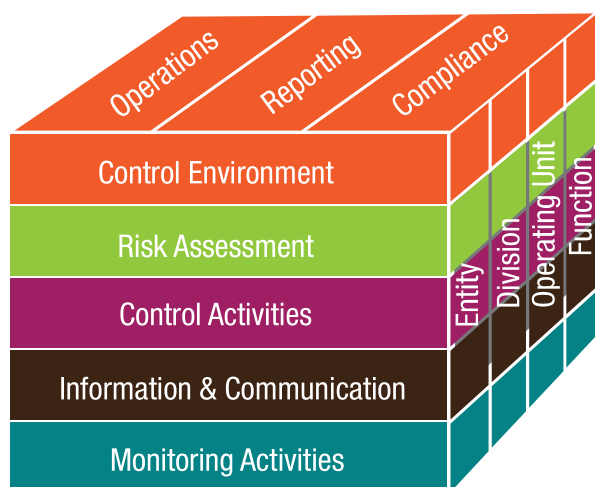 Operations
Reporting
Compliance
Control Environment
Risk Assessment
Control Activities
Information & Communication
Monitoring Activities
Entity
Division
Operating Unit
Function